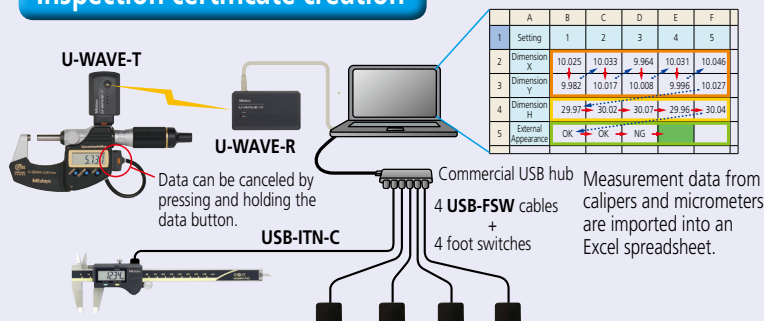 Inspection certificate creation
U-WAVE-T
Mitutoyo
U-WAVE-R
U-WAVE-R
Data can be canceled by
pressing and holding the
data button.
mm
Mitutoyo
USB-ITN-C
Commercial USB hub
4 USB-FSW cables
+
4 foot switches
A B C D E F
1 Setting 1 2 3 4 5
2 Dimension X 10.025 10.033 9.964 10.031 10.046
3 Dimension Y 9.982 10.017 10.008 9.996 10.027
4 Dimension H 29.97 30.02 30.07 29.96 30.04
5 External Appearance OK OK NG
Measurement data from
calipers and micrometers
are imported into an
Excel spreadsheet.